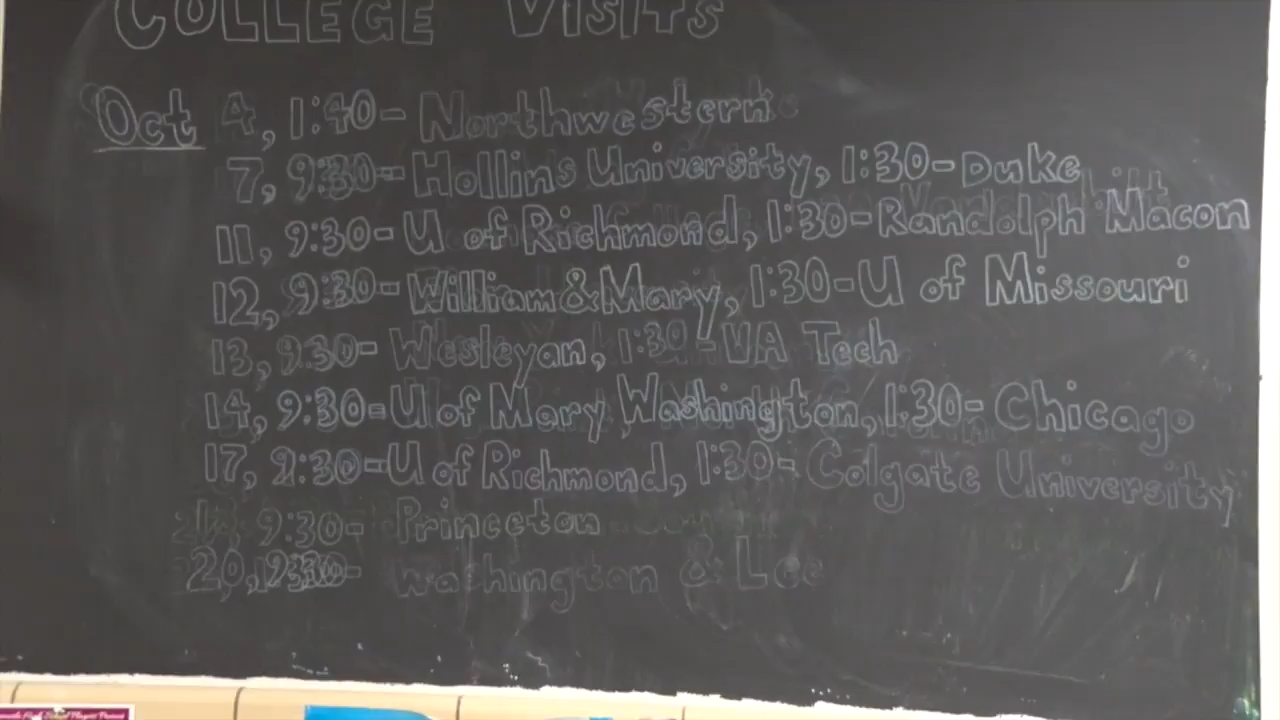 COLLEGE VISITS
Oct 4, 1:40- Northwestern
7, 9:30- Hollins University, 1:30-Duke
11, 9:30- U of Richmond, 1:30-Randolph Macon
12, 9:30- William & Mary, 1:30-U of Missouri
13, 9:30- Wesleyan, 1:30-VA Tech
14, 9:30-U of Mary Washington, 1:30- Chicago
17, 9:30-U of Richmond, 1:30- Colgate University
9:30- Princeton
20, Washington & Lee